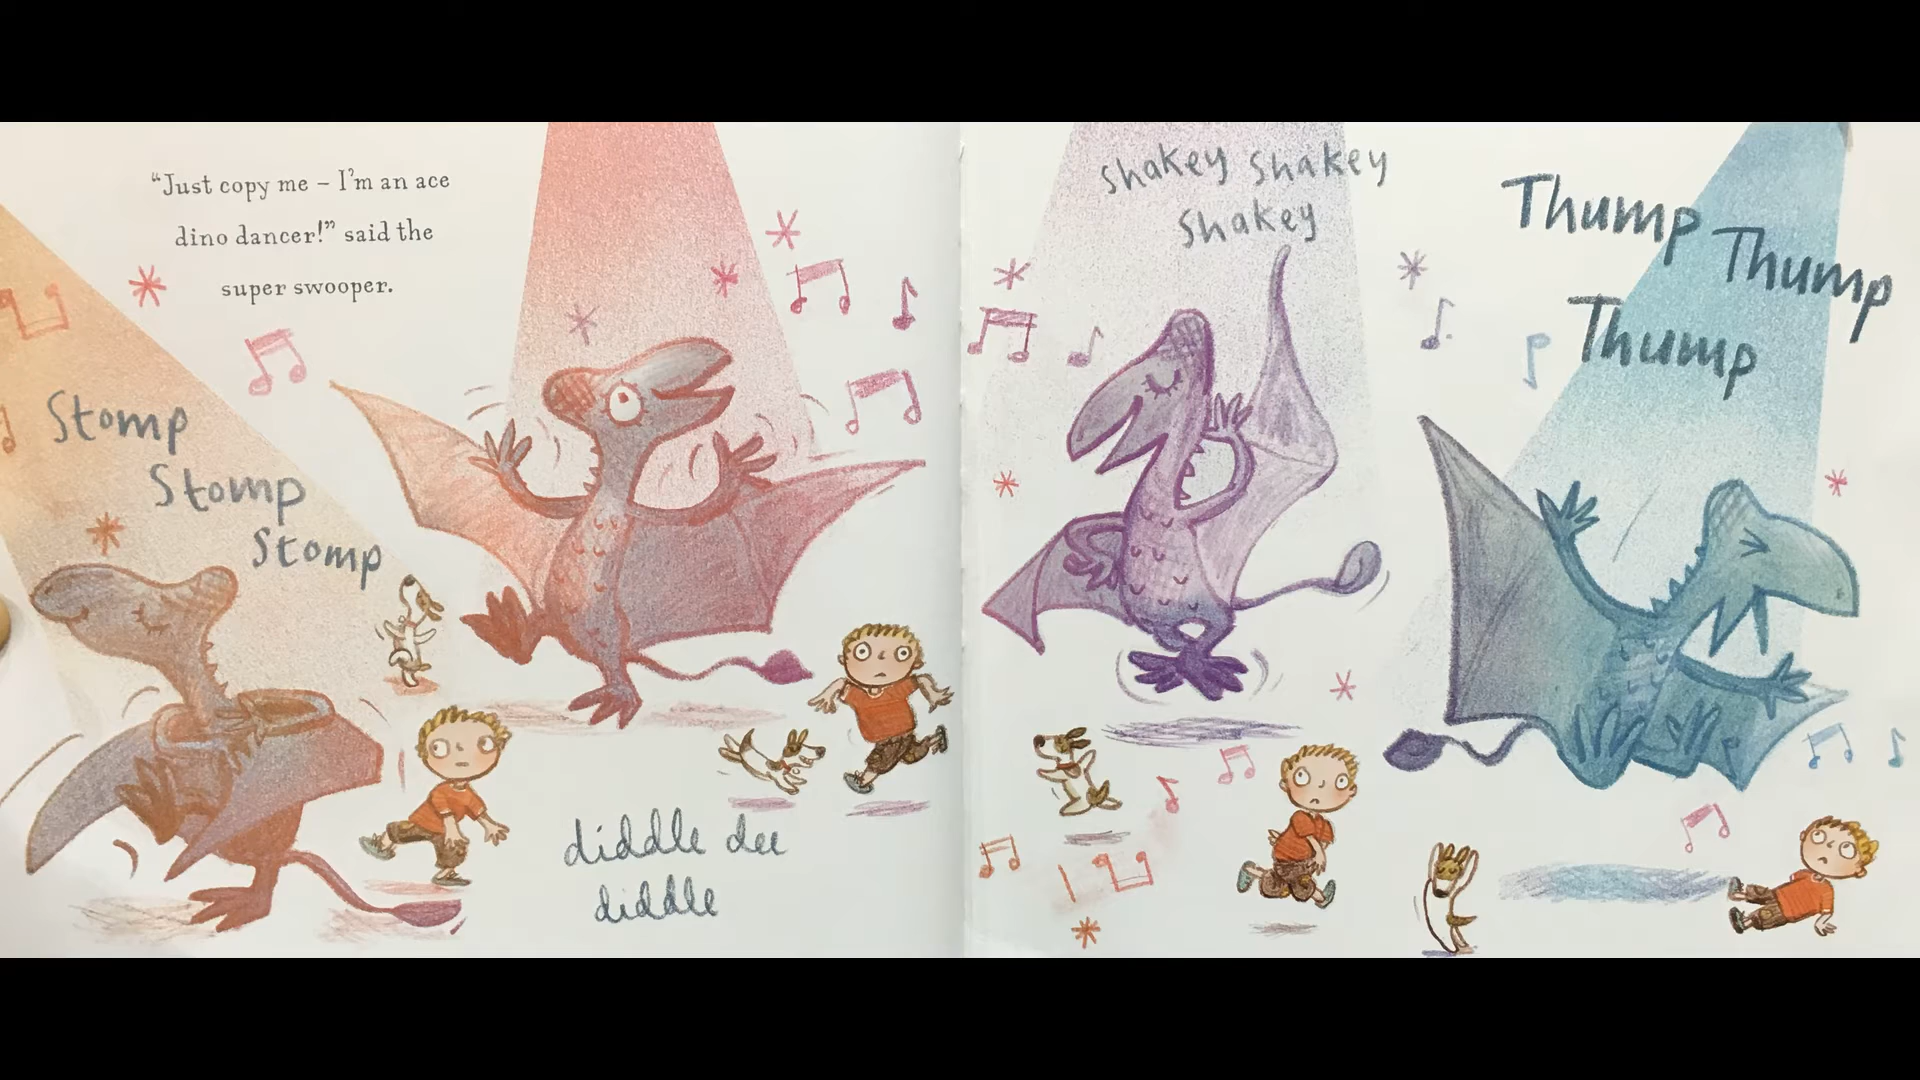 “Just copy me – I’m an ace
dino dancer!” said the
super swooper.
Stomp
Stomp
Stomp
diddle dee
diddle
Shakey Shakey
Shakey
Thump
Thump
Thump